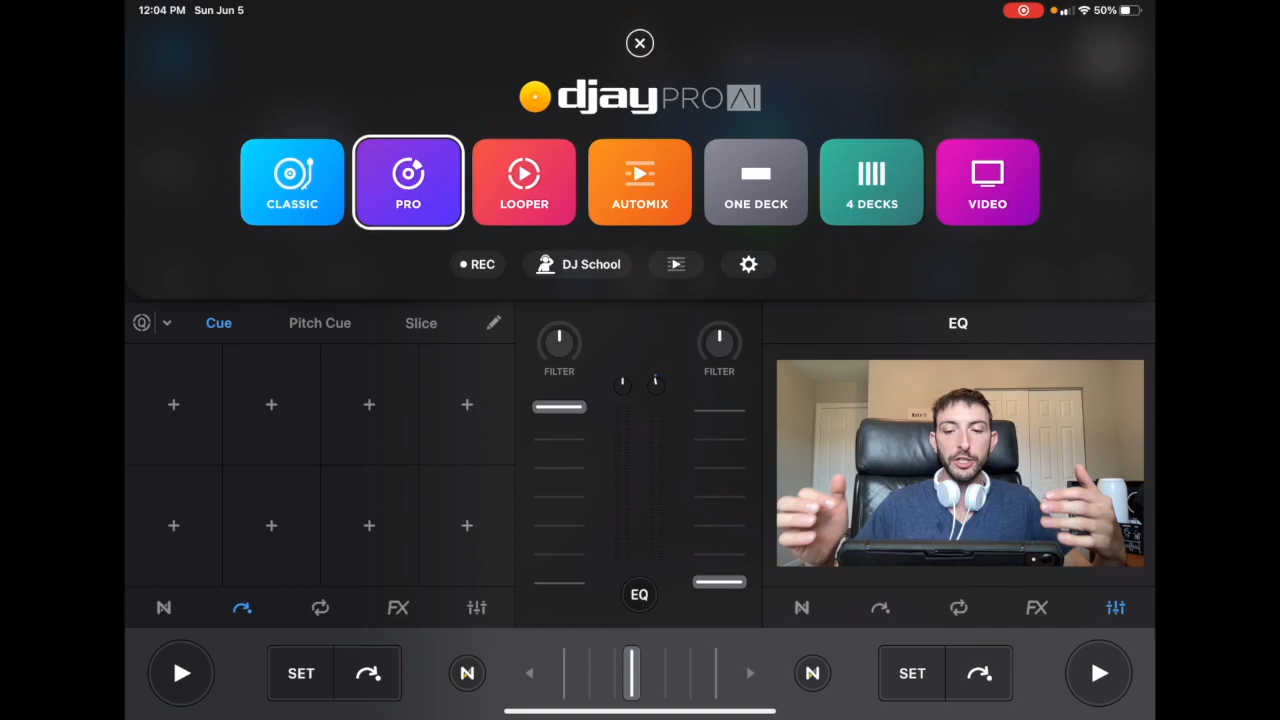 12:04 PM Sun Jun 5
50%
djay PRO AI
CLASSIC
PRO
LOOPER
AUTOMIX
ONE DECK
4 DECKS
VIDEO
REC
DJ School
Cue
Pitch Cue
Slice
FILTER
FILTER
EQ
EQ
FX
FX
SET
SET